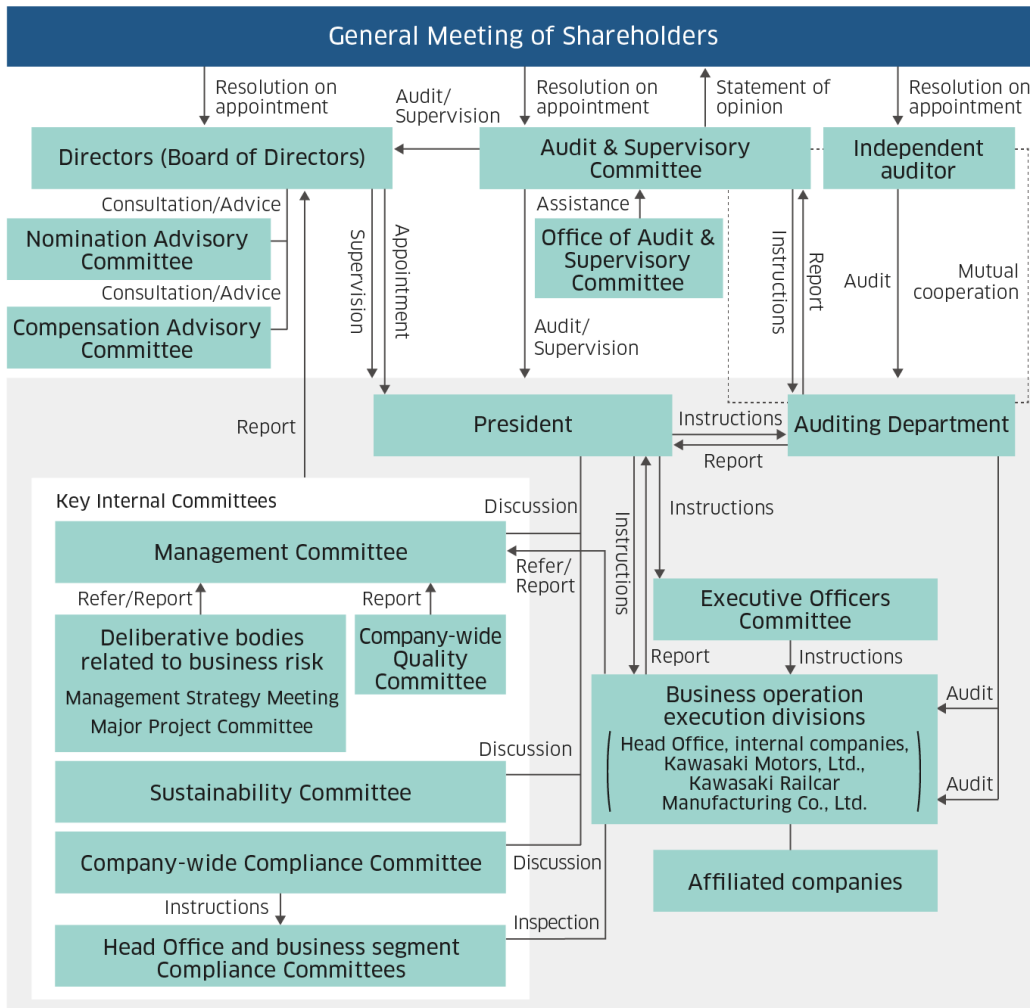 General Meeting of Shareholders
Resolution on
appointment
Audit/
Supervision
Resolution on
appointment
Statement of
opinion
Resolution on
appointment
Directors (Board of Directors)
Audit & Supervisory
Committee
Independent
auditor
Consultation/Advice
Nomination Advisory
Committee
Consultation/Advice
Compensation Advisory
Committee
Supervision
Appointment
Assistance
Office of Audit &
Supervisory
Committee
Audit/
Supervision
Instructions
Report
Audit
Mutual
cooperation
Report
President
Instructions
Report
Auditing Department
Key Internal Committees
Discussion
Instructions
Instructions
Management Committee
Refer/
Report
Refer/Report
Report
Deliberative bodies
related to business risk
Management Strategy Meeting
Major Project Committee
Company-wide
Quality
Committee
Executive Officers
Committee
Report
Instructions
Business operation
execution divisions
Head Office, internal companies,
Kawasaki Motors, Ltd.,
Kawasaki Railcar
Manufacturing Co., Ltd.
Audit
Audit
Discussion
Sustainability Committee
Company-wide Compliance Committee
Discussion
Affiliated companies
Instructions
Inspection
Head Office and business segment
Compliance Committees